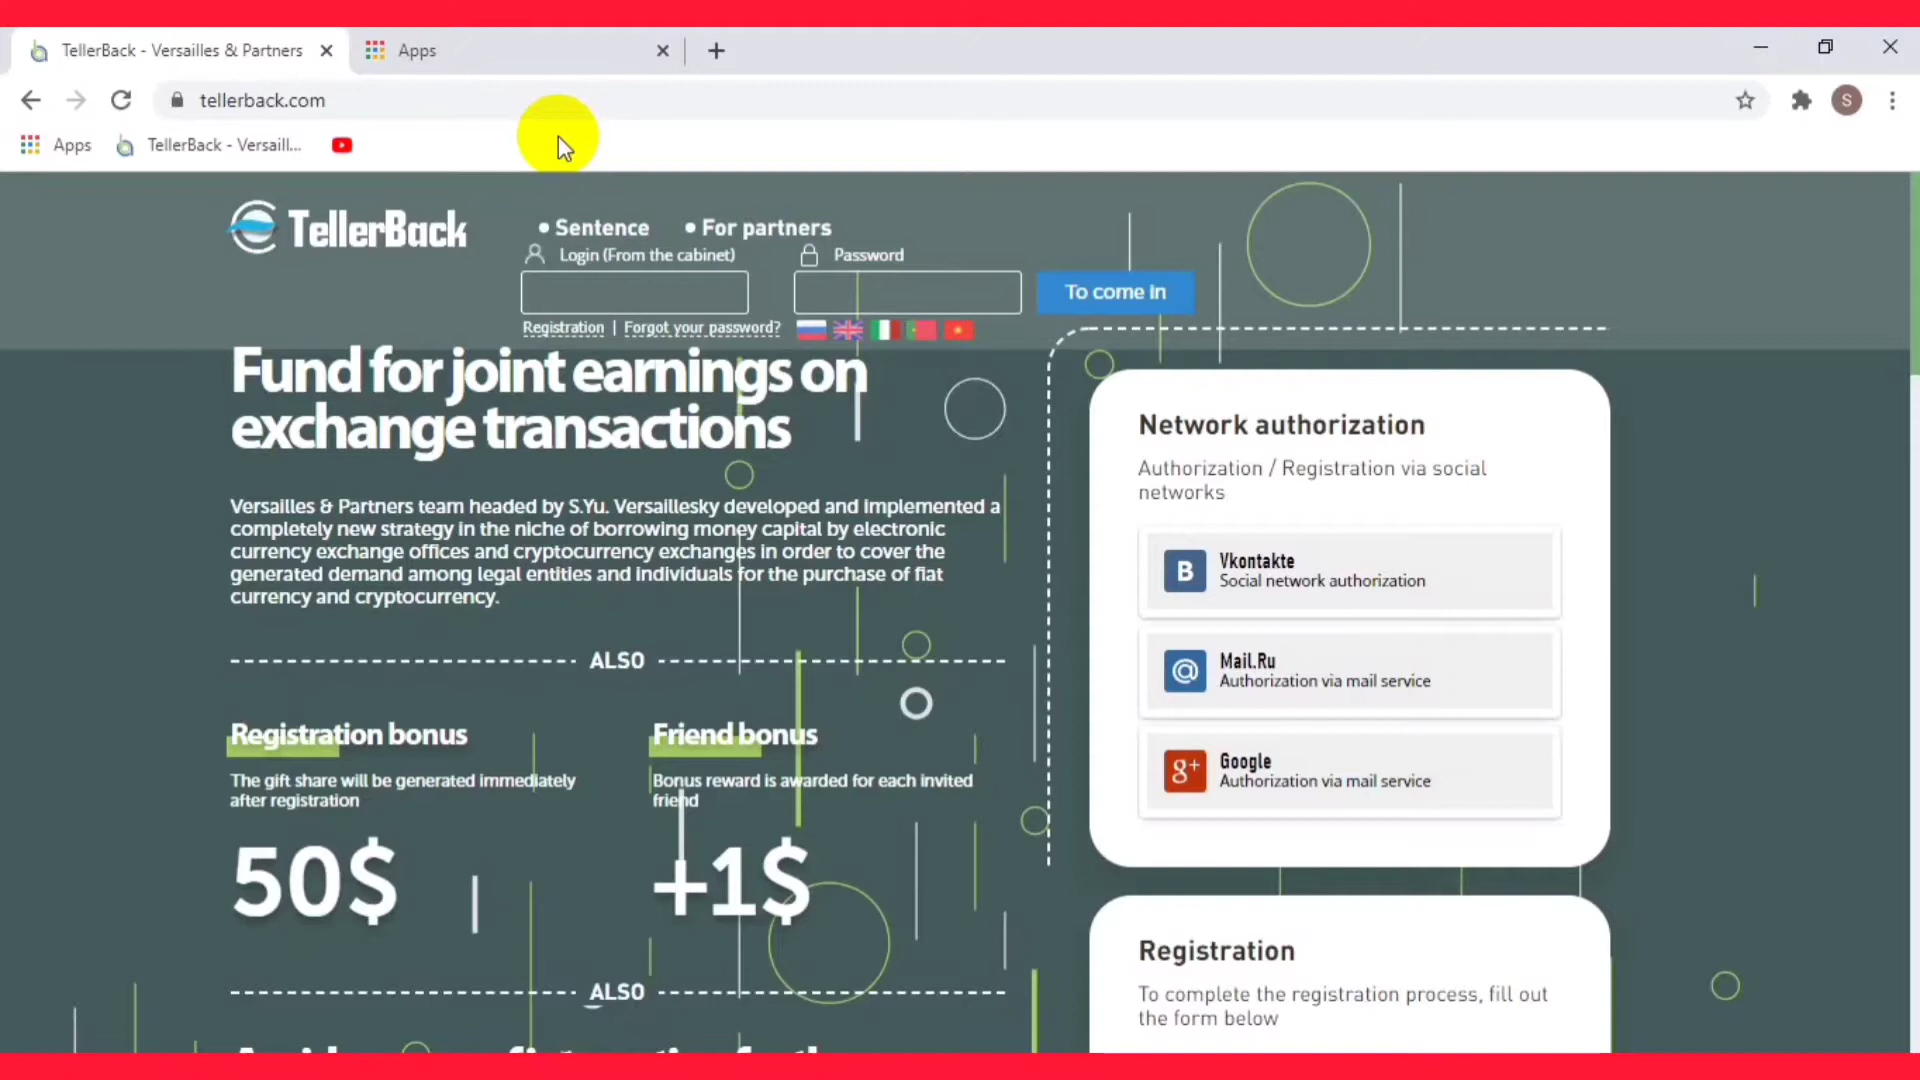 TellerBack - Versailles & Partners
Apps
tellerback.com
S
Apps
TellerBack - Versaill...
TellerBack
Sentence
For partners
Login (From the cabinet)
Password
To come in
Registration | Forgot your password?
Fund for joint earnings on
exchange transactions
Versailles & Partners team headed by S.Yu. Versaillesky developed and implemented a
completely new strategy in the niche of borrowing money capital by electronic
currency exchange offices and cryptocurrency exchanges in order to cover the
generated demand among legal entities and individuals for the purchase of fiat
currency and cryptocurrency.
ALSO
Registration bonus
The gift share will be generated immediately
after registration
50$
Friend bonus
Bonus reward is awarded for each invited
friend
+1$
ALSO
Network authorization
Authorization / Registration via social
networks
B
Vkontakte
Social network authorization
@
Mail.Ru
Authorization via mail service
g+
Google
Authorization via mail service
Registration
To complete the registration process, fill out
the form below